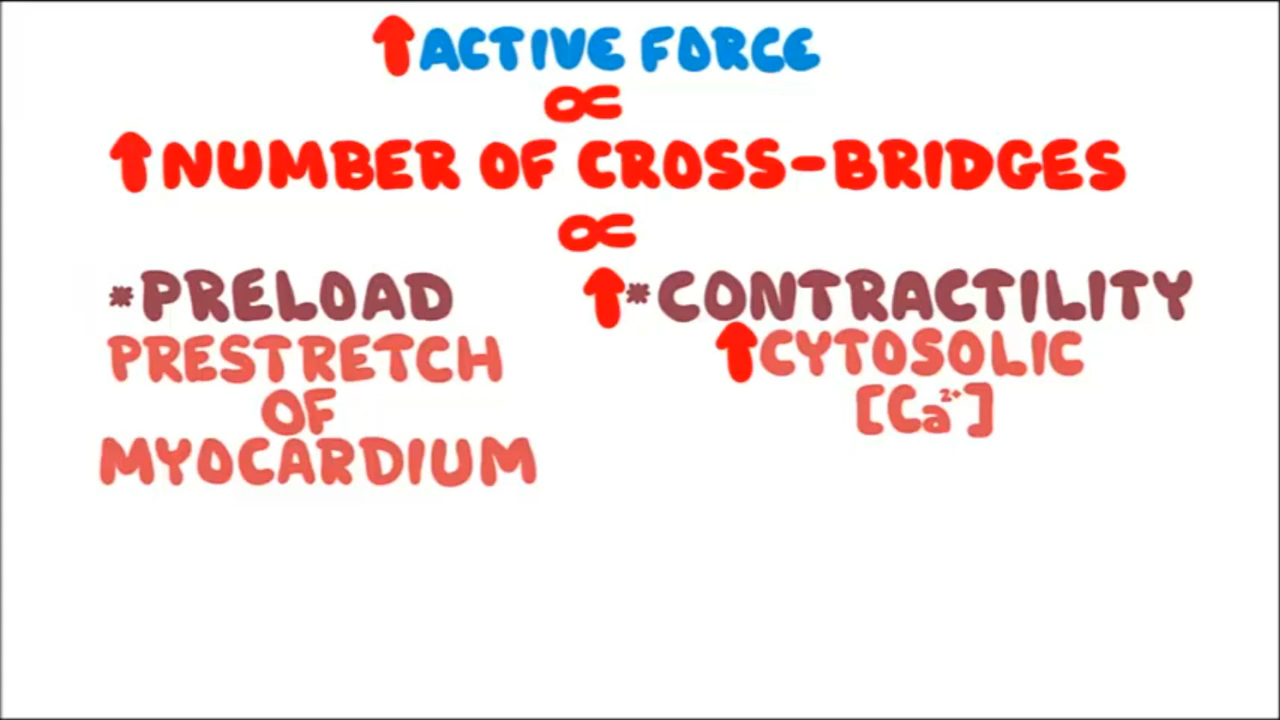 ↑ACTIVE FORCE
∝
↑NUMBER OF CROSS-BRIDGES
∝
*PRELOAD
PRESTRETCH
OF
MYOCARDIUM
↑*CONTRACTILITY
↑CYTOSOLIC
[Ca²⁺]